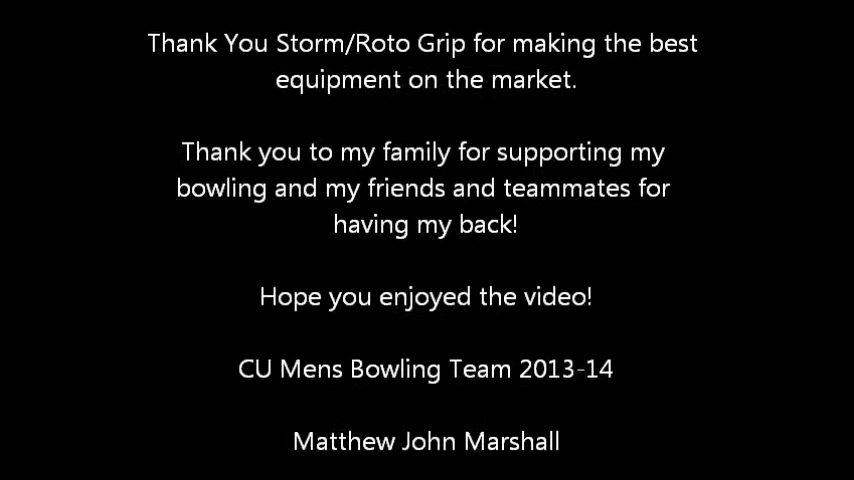 Thank You Storm/Roto Grip for making the best
equipment on the market.
Thank you to my family for supporting my
bowling and my friends and teammates for
having my back!
Hope you enjoyed the video!
CU Mens Bowling Team 2013-14
Matthew John Marshall